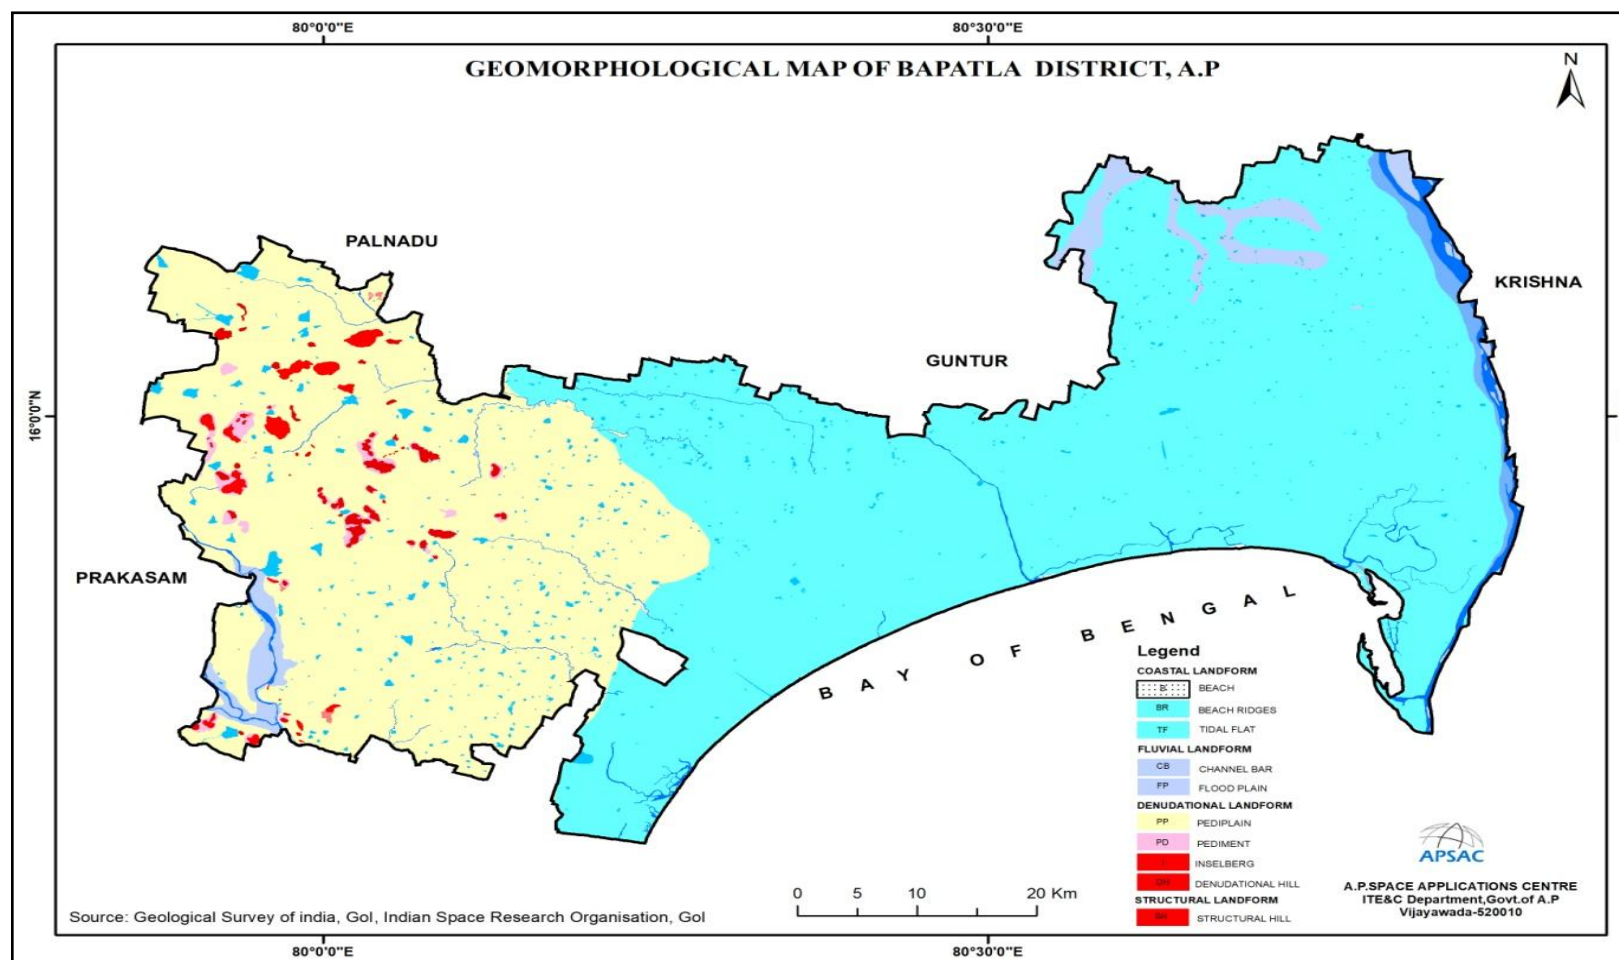 80°0'0"E
80°30'0"E
GEOMORPHOLOGICAL MAP OF BAPATLA DISTRICT, A.P
N
PALNADU
KRISHNA
GUNTUR
16°0'0"N
PRAKASAM
BAY OF BENGAL
Legend
COASTAL LANDFORM
B BEACH
BR BEACH RIDGES
TF TIDAL FLAT
FLUVIAL LANDFORM
CB CHANNEL BAR
FP FLOOD PLAIN
DENUDATIONAL LANDFORM
PP PEDIPLAIN
PD PEDIMENT
I INSELBERG
DH DENUDATIONAL HILL
STRUCTURAL LANDFORM
SH STRUCTURAL HILL
APSAC
A.P.SPACE APPLICATIONS CENTRE
ITE&C Department,Govt.of A.P
Vijayawada-520010
0 5 10 20 Km
Source: Geological Survey of india, GoI, Indian Space Research Organisation, GoI
80°0'0"E
80°30'0"E